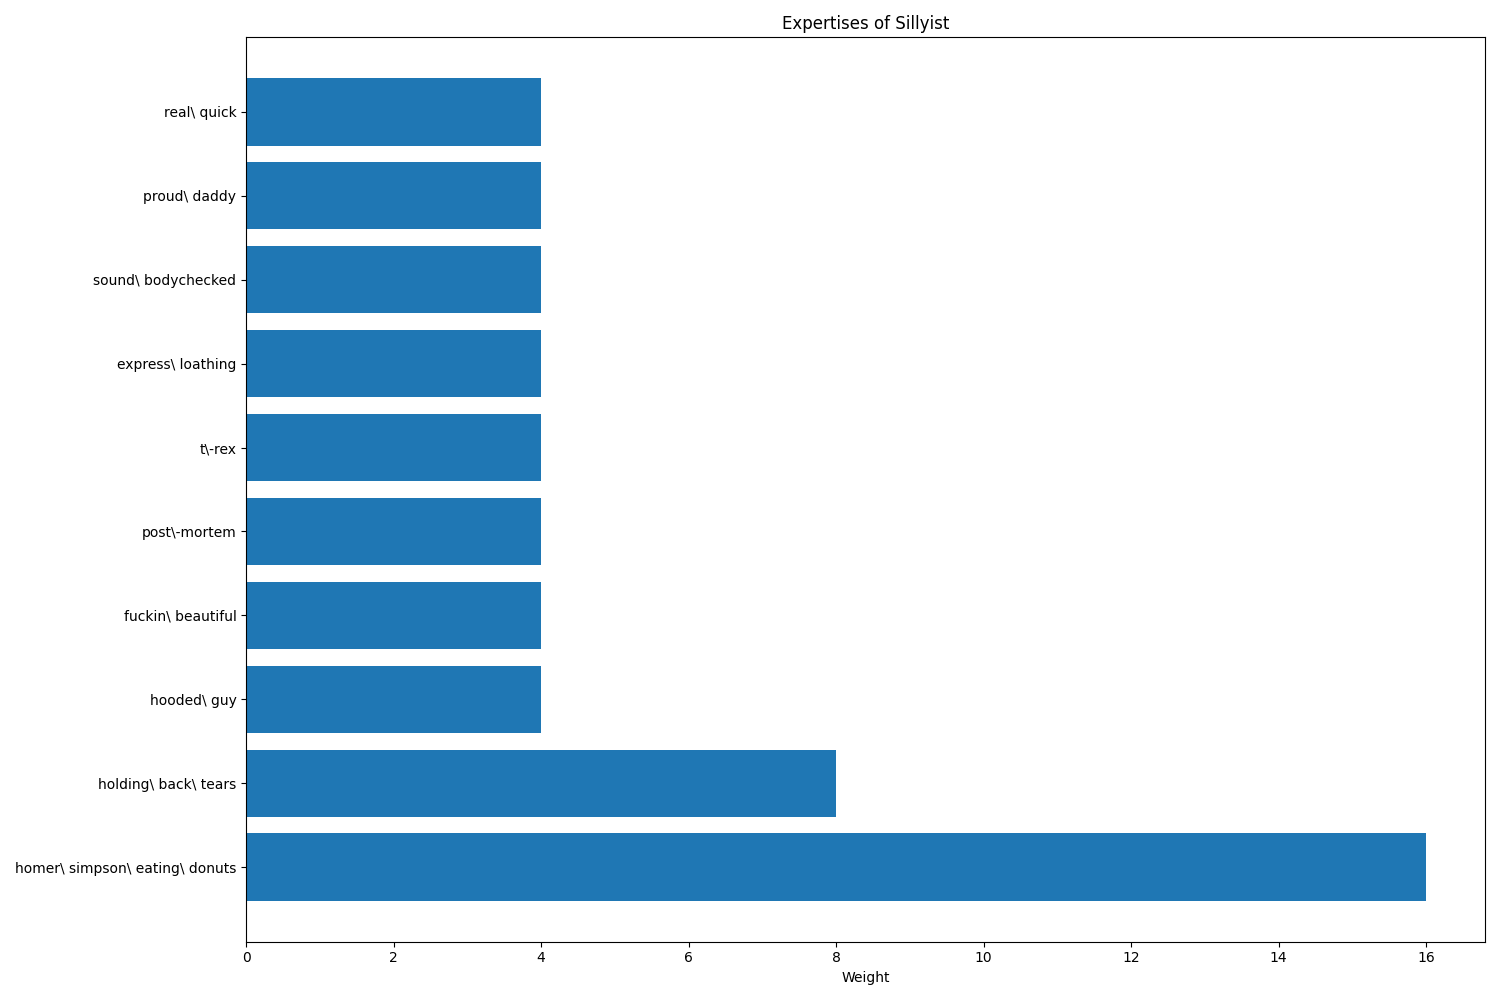 Expertises of Sillyist
real\ quick
proud\ daddy
sound\ bodychecked
express\ loathing
t\-rex
post\-mortem
fuckin\ beautiful
hooded\ guy
holding\ back\ tears
homer\ simpson\ eating\ donuts
0 2 4 6 8 10 12 14 16
Weight